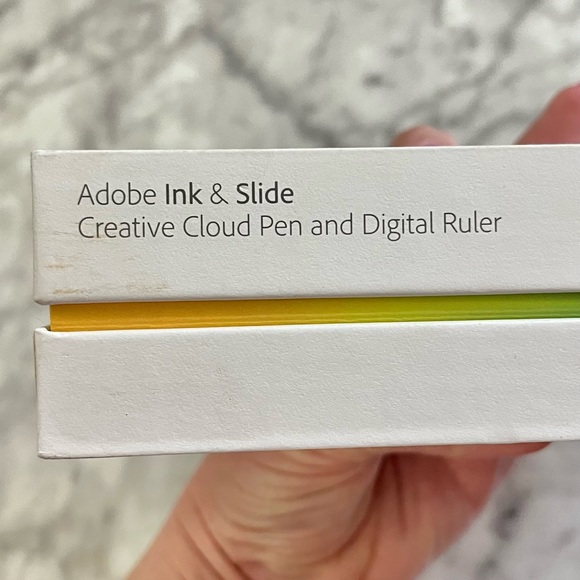 Adobe Ink & Slide
Creative Cloud Pen and Digital Ruler